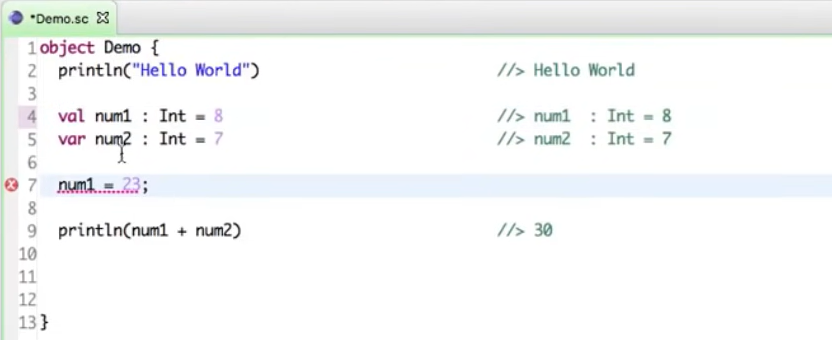 *Demo.sc
1 object Demo {
2 println("Hello World") //> Hello World
3
4 val num1 : Int = 8 //> num1 : Int = 8
5 var num2 : Int = 7 //> num2 : Int = 7
6
7 num1 = 23;
8
9 println(num1 + num2) //> 30
10
11
12
13 }